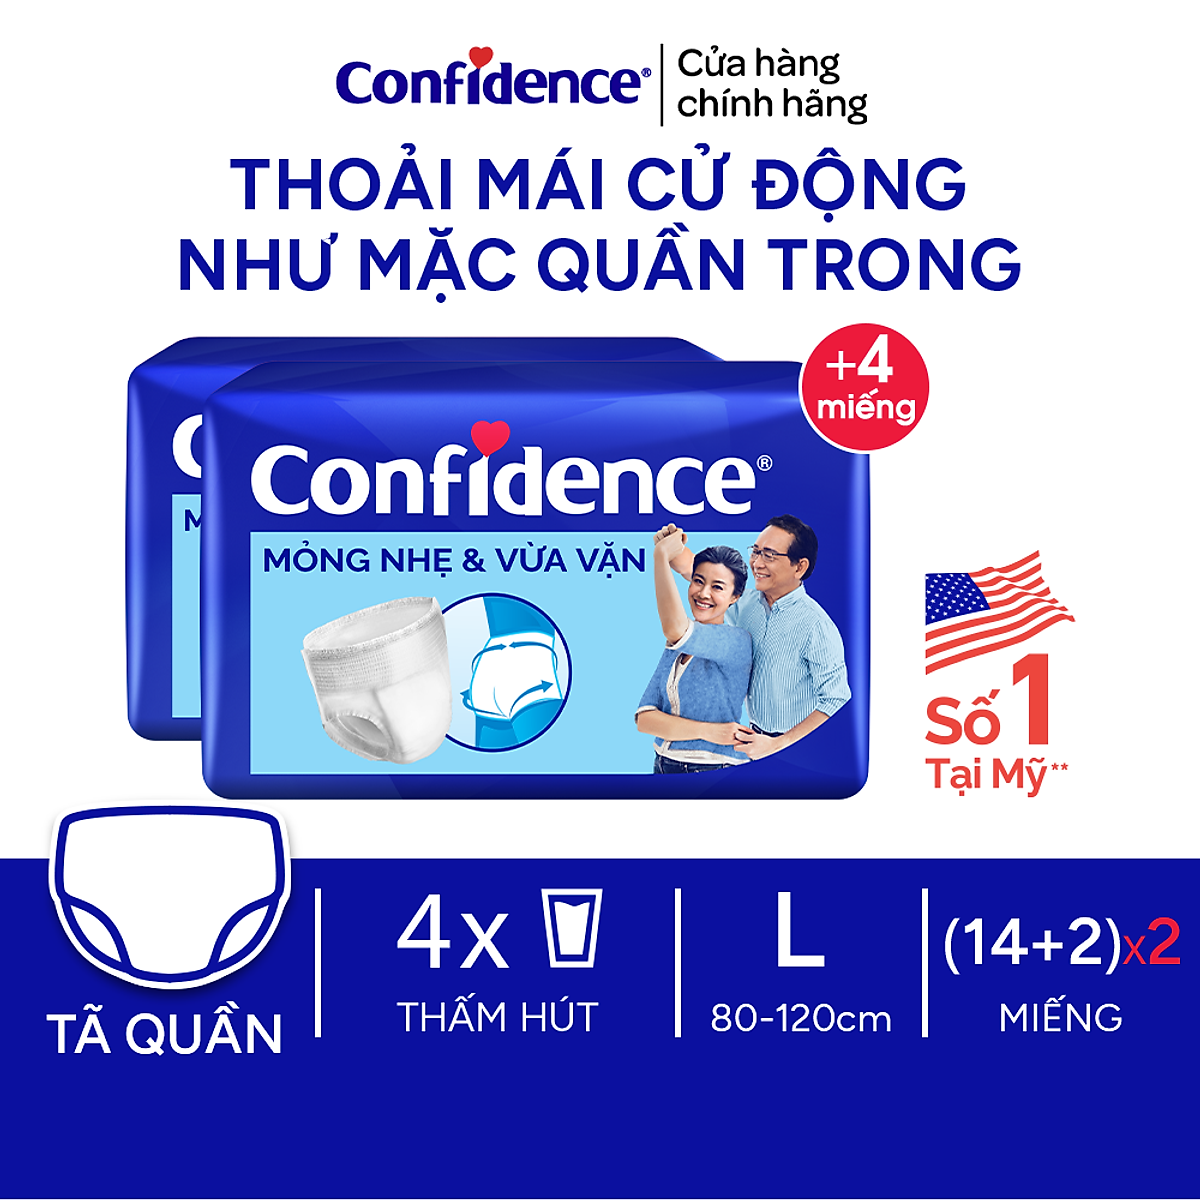 Confidence®
Cửa hàng
chính hãng
THOẢI MÁI CỬ ĐỘNG
NHƯ MẶC QUẦN TRONG
+4
miếng
Confidence®
MỎNG NHẸ & VỪA VẶN
C
M
Số 1
Tại Mỹ**
TÃ QUẦN
4x
THẤM HÚT
L
80-120cm
(14+2)x2
MIẾNG